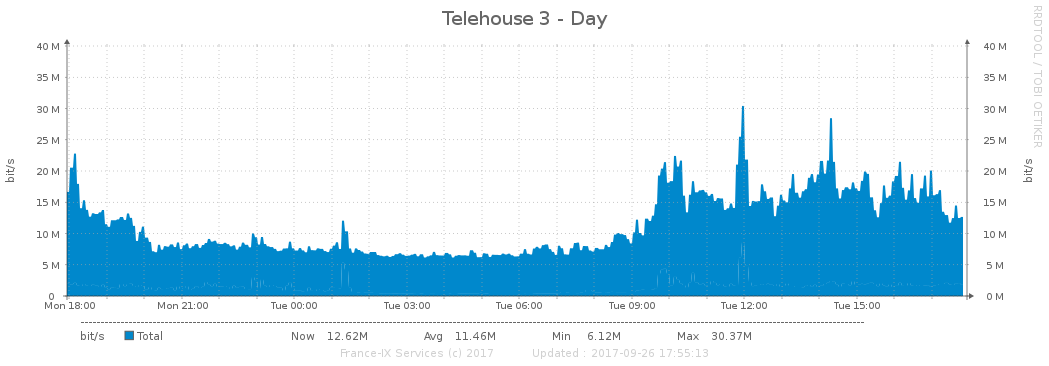 Telehouse 3 - Day
RRDTOOL / TOBI OETIKER
bit/s
bit/s
40 M 40 M
35 M 35 M
30 M 30 M
25 M 25 M
20 M 20 M
15 M 15 M
10 M 10 M
5 M 5 M
0 0 M
Mon 18:00 Mon 21:00 Tue 00:00 Tue 03:00 Tue 06:00 Tue 09:00 Tue 12:00 Tue 15:00
bit/s Total Now 12.62M Avg 11.46M Min 6.12M Max 30.37M
France-IX Services (c) 2017 Updated : 2017-09-26 17:55:13